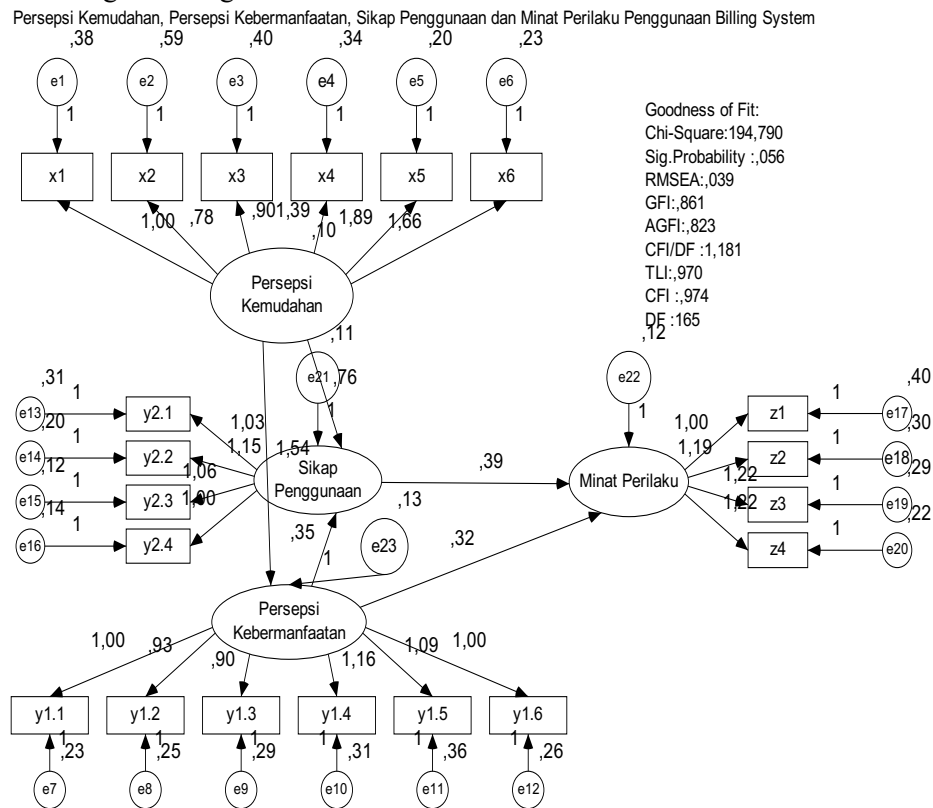 Persepsi Kemudahan, Persepsi Kebermanfaatan, Sikap Penggunaan dan Minat Perilaku Penggunaan Billing System
,38 ,59 ,40 ,34 ,20 ,23
e1 e2 e3 e4 e5 e6
1 1 1 1 1 1
x1 x2 x3 x4 x5 x6
Goodness of Fit:
Chi-Square:194,790
Sig.Probability :,056
RMSEA:,039
GFI:,861
AGFI:,823
CFI/DF :1,181
TLI:,970
CFI :,974
DF :165
1,00 ,78 ,90 1,39 1,89 1,66
,10
Persepsi
Kemudahan
,11
e21 ,76
1
,12
e22
1
,31
e13 1 y2.1
,20
e14 1 y2.2
,12
e15 1 y2.3
,14
e16 1 y2.4
1,03
1,15
1,06
1,00
1,54
Sikap
Penggunaan
,39
Minat Perilaku
1,00
1,19
1,22
1,22
z1 1 e17
,40
z2 1 e18
,30
z3 1 e19
,29
z4 1 e20
,22
,13
,35
1
e23
,32
Persepsi
Kebermanfaatan
1,00 ,93 ,90 1,16 1,09 1,00
y1.1 y1.2 y1.3 y1.4 y1.5 y1.6
1 1 1 1 1 1
,23 ,25 ,29 ,31 ,36 ,26
e7 e8 e9 e10 e11 e12